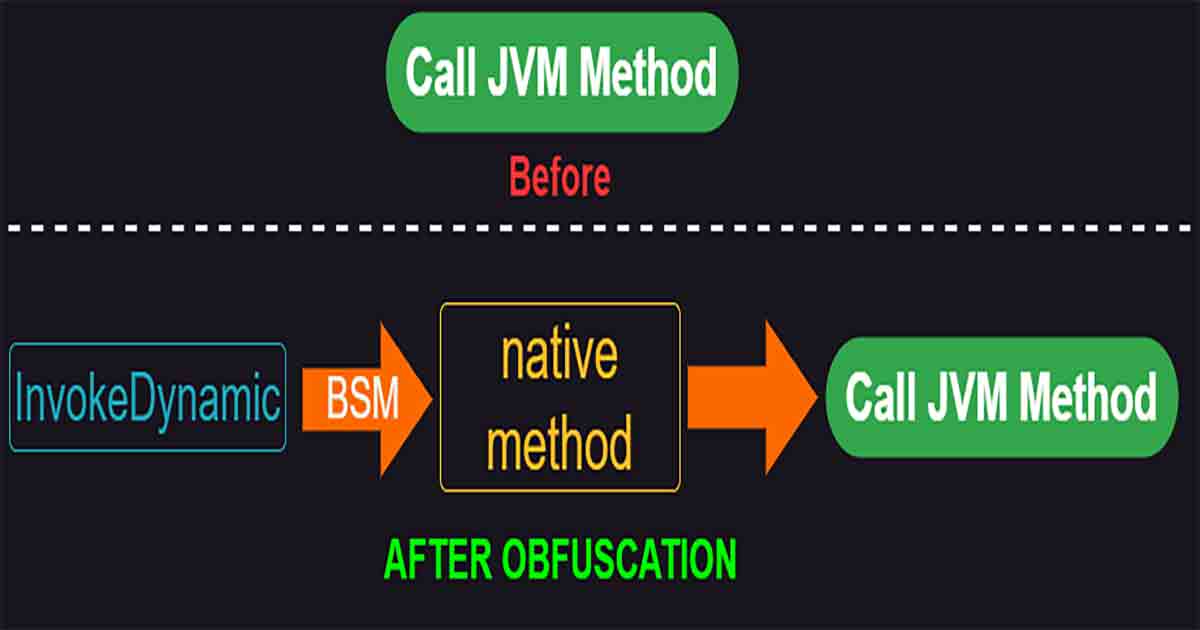 Call JVM Method
Before
InvokeDynamic
BSM
native
method
Call JVM Method
AFTER OBFUSCATION